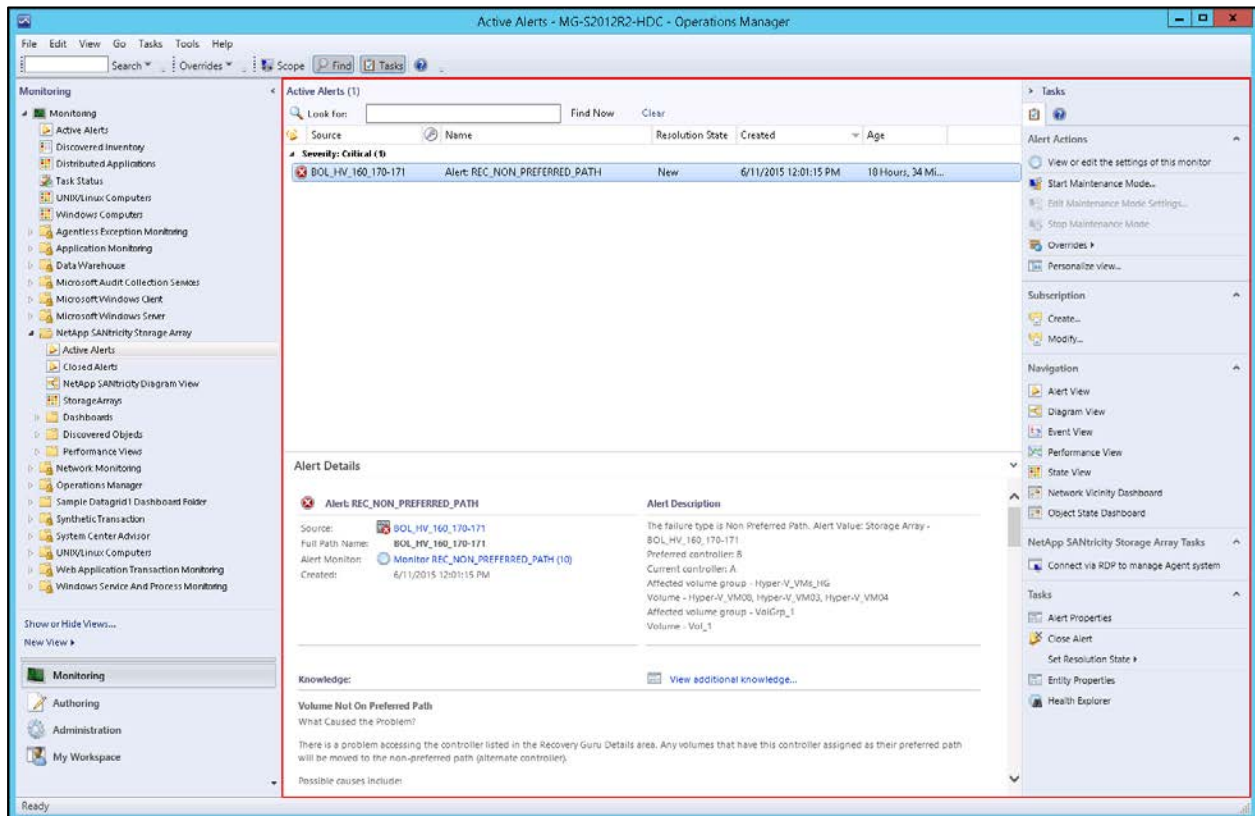 Active Alerts - MG-S2012R2-HDC - Operations Manager
File Edit View Go Tasks Tools Help
Search Overrides Scope Find Tasks
Monitoring
Monitoring
Active Alerts
Discovered Inventory
Distributed Applications
Task Status
UNIX/Linux Computers
Windows Computers
Agentless Exception Monitoring
Application Monitoring
Data Warehouse
Microsoft Audit Collection Services
Microsoft Windows Client
Microsoft Windows Server
NetApp SANtricity Storage Array
Active Alerts
Closed Alerts
NetApp SANtricity Diagram View
StorageArrays
Dashboards
Discovered Objects
Performance Views
Network Monitoring
Operations Manager
Sample Datagrid1 Dashboard Folder
Synthetic Transaction
System Center Advisor
UNIX/Linux Computers
Web Application Transaction Monitoring
Windows Service And Process Monitoring
Show or Hide Views...
New View
Monitoring
Authoring
Administration
My Workspace
Ready
Active Alerts (1)
Look for: Find Now Clear
Source Name Resolution State Created Age
Severity: Critical (1)
BOL_HV_160_170-171 Alert: REC_NON_PREFERRED_PATH New 6/11/2015 12:01:15 PM 18 Hours, 34 Mi...
Alert Details
Alert: REC_NON_PREFERRED_PATH
Source: BOL_HV_160_170-171
Full Path Name: BOL_HV_160_170-171
Alert Monitor: Monitor REC_NON_PREFERRED_PATH (10)
Created: 6/11/2015 12:01:15 PM
Alert Description
The failure type is Non Preferred Path. Alert Value: Storage Array -
BOL_HV_160_170-171
Preferred controller: B
Current controller: A
Affected volume group - Hyper-V_VMs_HG
Volume - Hyper-V_VM08, Hyper-V_VM03, Hyper-V_VM04
Affected volume group - VolGrp_1
Volume - Vol_1
Knowledge: View additional knowledge...
Volume Not On Preferred Path
What Caused the Problem?
There is a problem accessing the controller listed in the Recovery Guru Details area. Any volumes that have this controller assigned as their preferred path
will be moved to the non-preferred path (alternate controller).
Possible causes include:
Tasks
Alert Actions
View or edit the settings of this monitor
Start Maintenance Mode...
Edit Maintenance Mode Settings...
Stop Maintenance Mode
Overrides
Personalize view...
Subscription
Create...
Modify...
Navigation
Alert View
Diagram View
Event View
Performance View
State View
Network Vicinity Dashboard
Object State Dashboard
NetApp SANtricity Storage Array Tasks
Connect via RDP to manage Agent system
Tasks
Alert Properties
Close Alert
Set Resolution State
Entity Properties
Health Explorer